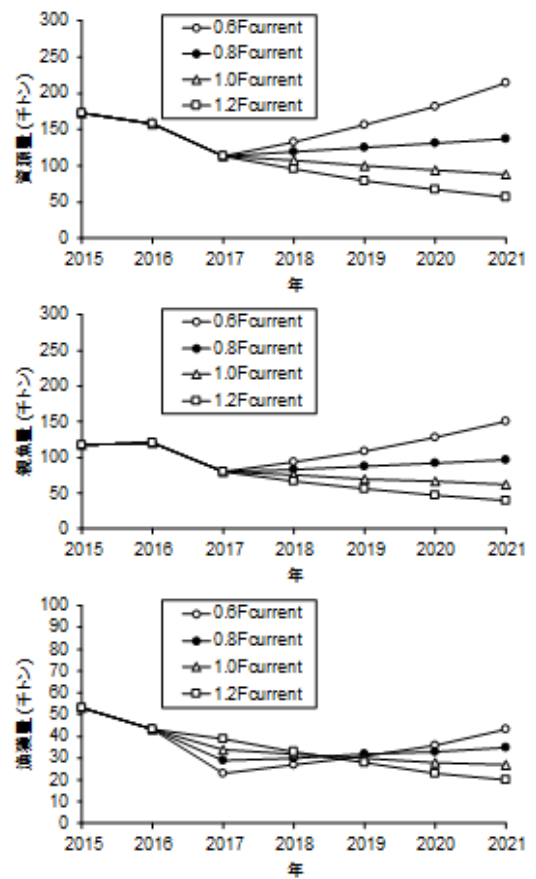 300
250
200
150
100
50
0
0.6Fcurrent
0.8Fcurrent
1.0Fcurrent
1.2Fcurrent
資源量 (千トン)
2015 2016 2017 2018 2019 2020 2021
年
300
250
200
150
100
50
0
0.6Fcurrent
0.8Fcurrent
1.0Fcurrent
1.2Fcurrent
親魚量 (千トン)
2015 2016 2017 2018 2019 2020 2021
年
100
90
80
70
60
50
40
30
20
10
0
0.6Fcurrent
0.8Fcurrent
1.0Fcurrent
1.2Fcurrent
漁獲量 (千トン)
2015 2016 2017 2018 2019 2020 2021
年